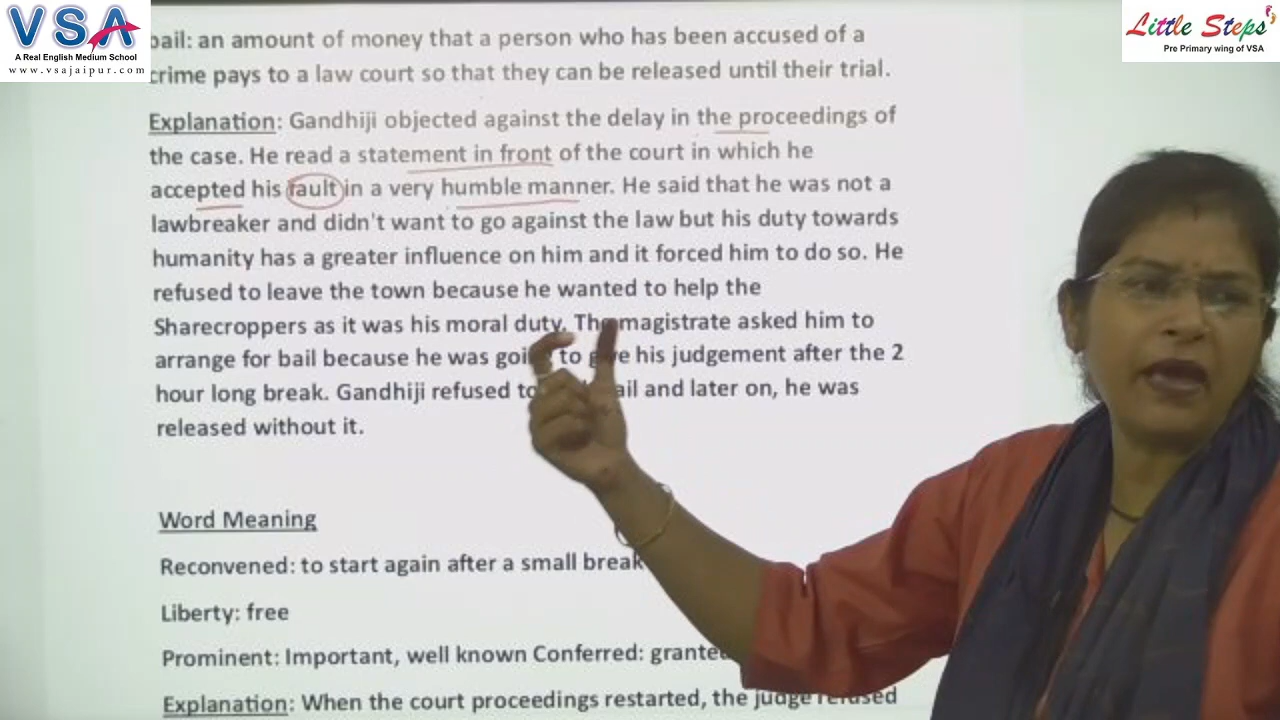 VSA
A Real English Medium School
www.vsajaipur.com
Little Steps
Pre Primary wing of VSA
bail: an amount of money that a person who has been accused of a
crime pays to a law court so that they can be released until their trial.
Explanation: Gandhiji objected against the delay in the proceedings of
the case. He read a statement in front of the court in which he
accepted his fault in a very humble manner. He said that he was not a
lawbreaker and didn't want to go against the law but his duty towards
humanity has a greater influence on him and it forced him to do so. He
refused to leave the town because he wanted to help the
Sharecroppers as it was his moral duty. The magistrate asked him to
arrange for bail because he was going to give his judgement after the 2
hour long break. Gandhiji refused to bail and later on, he was
released without it.
Word Meaning
Reconvened: to start again after a small break
Liberty: free
Prominent: Important, well known Conferred: granted
Explanation: When the court proceedings restarted, the judge refused